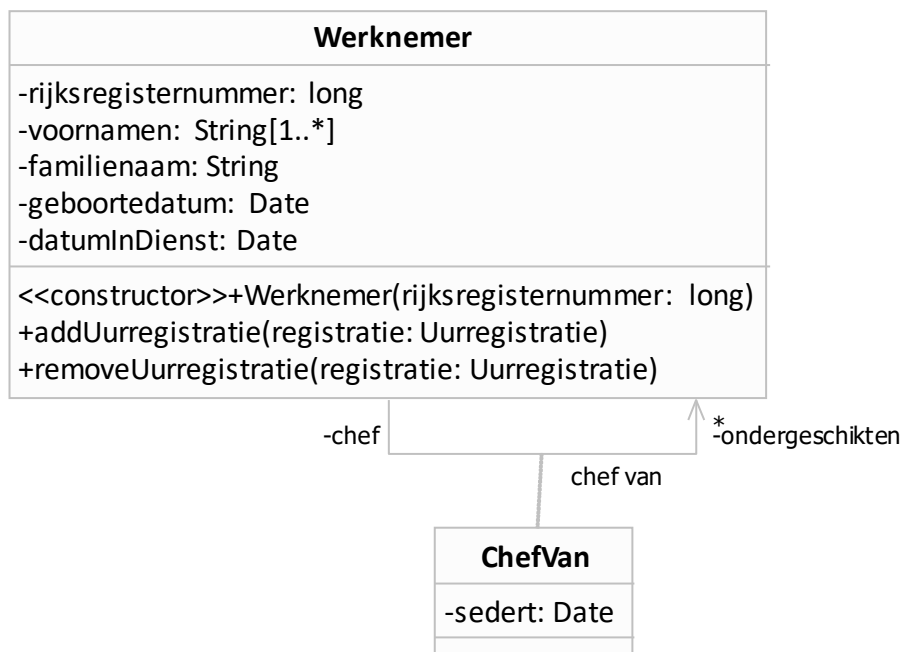 Werknemer
-rijksregisternummer: long
-voornamen: String[1..*]
-familienaam: String
-geboortedatum: Date
-datumInDienst: Date
<<constructor>>+Werknemer(rijksregisternummer: long)
+addUurregistratie(registratie: Uurregistratie)
+removeUurregistratie(registratie: Uurregistratie)
-chef
*
-ondergeschikten
chef van
ChefVan
-sedert: Date